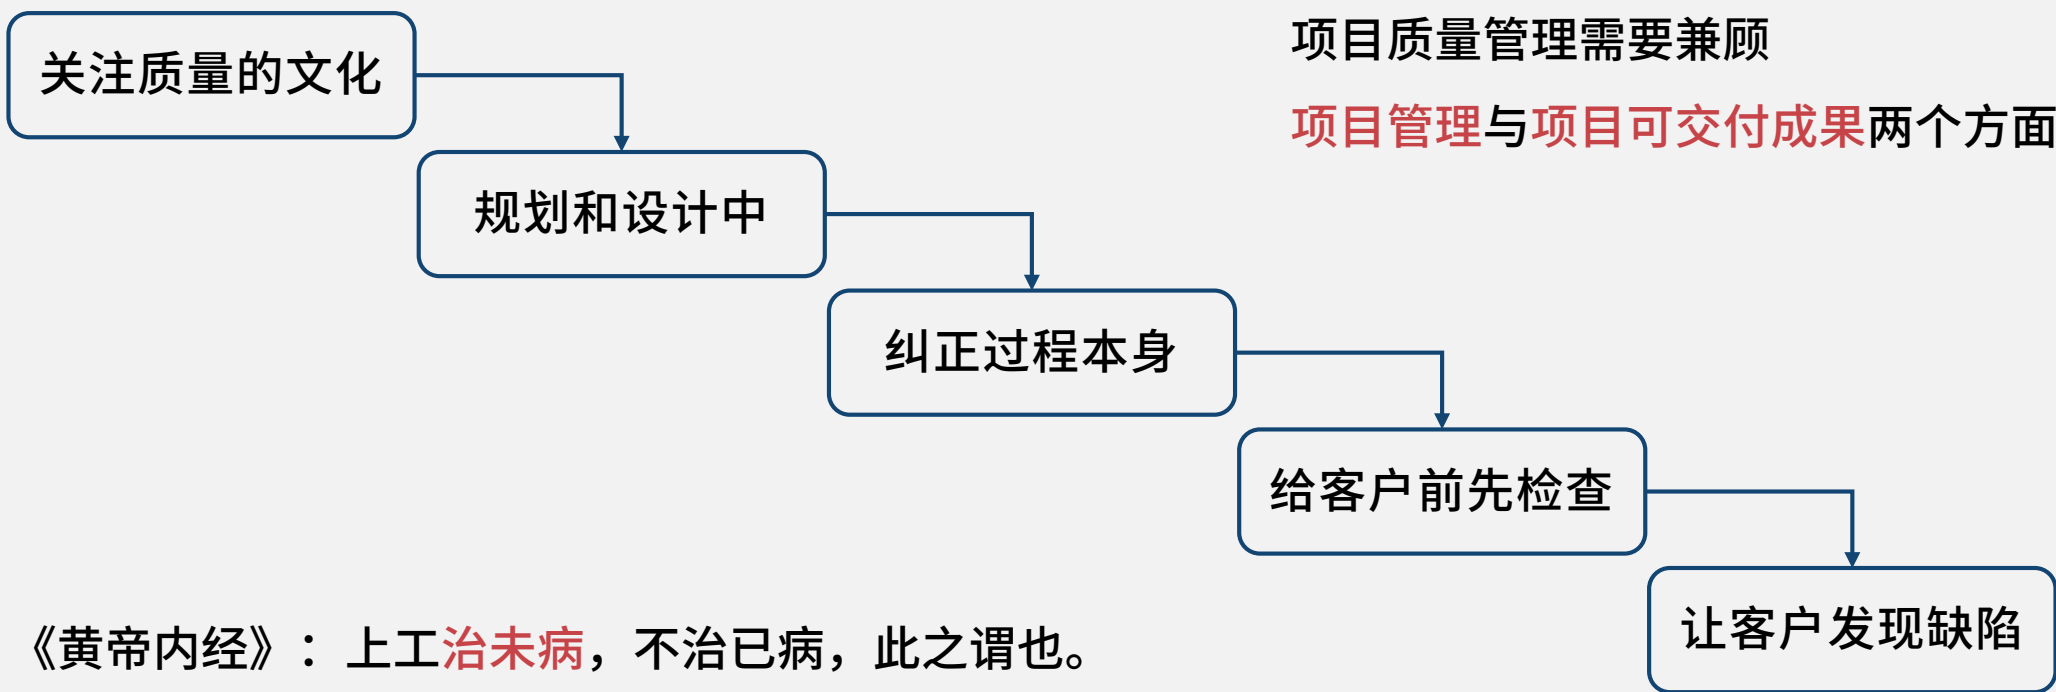 关注质量的文化
项目质量管理需要兼顾
项目管理与项目可交付成果两个方面
规划和设计中
纠正过程本身
给客户前先检查
让客户发现缺陷
《黄帝内经》：上工治未病，不治已病，此之谓也。